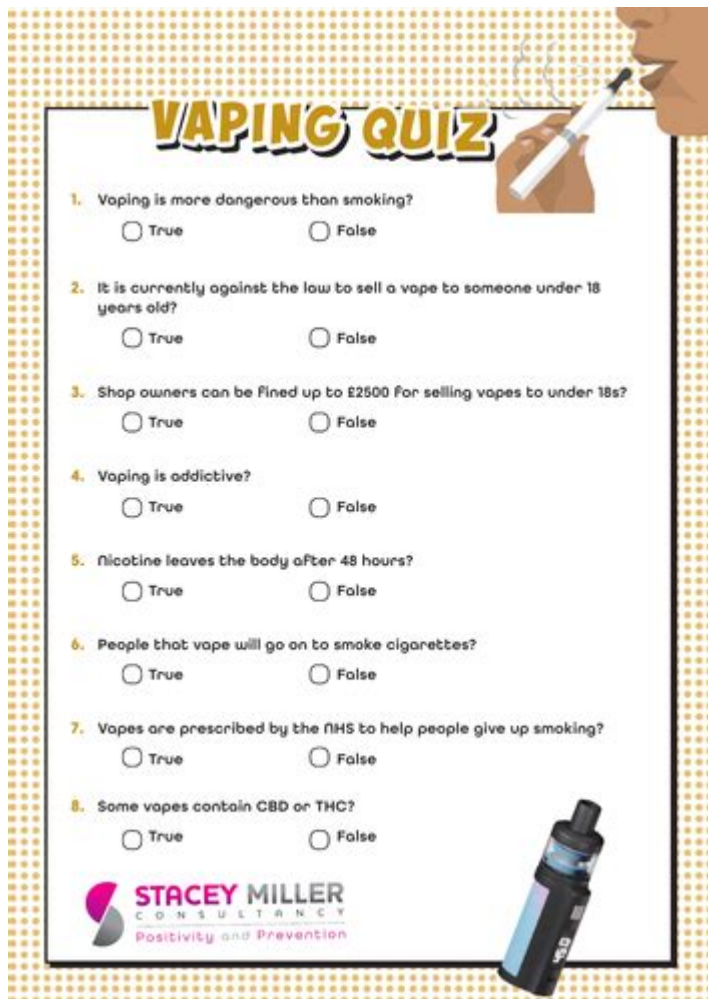 VAPING QUIZ
1. Vaping is more dangerous than smoking?
True False
2. It is currently against the law to sell a vape to someone under 18
years old?
True False
3. Shop owners can be fined up to £2500 for selling vapes to under 18s?
True False
4. Vaping is addictive?
True False
5. Nicotine leaves the body after 48 hours?
True False
6. People that vape will go on to smoke cigarettes?
True False
7. Vapes are prescribed by the NHS to help people give up smoking?
True False
8. Some vapes contain CBD or THC?
True False
STACEY MILLER
CONSULTANCY
Positivity and Prevention